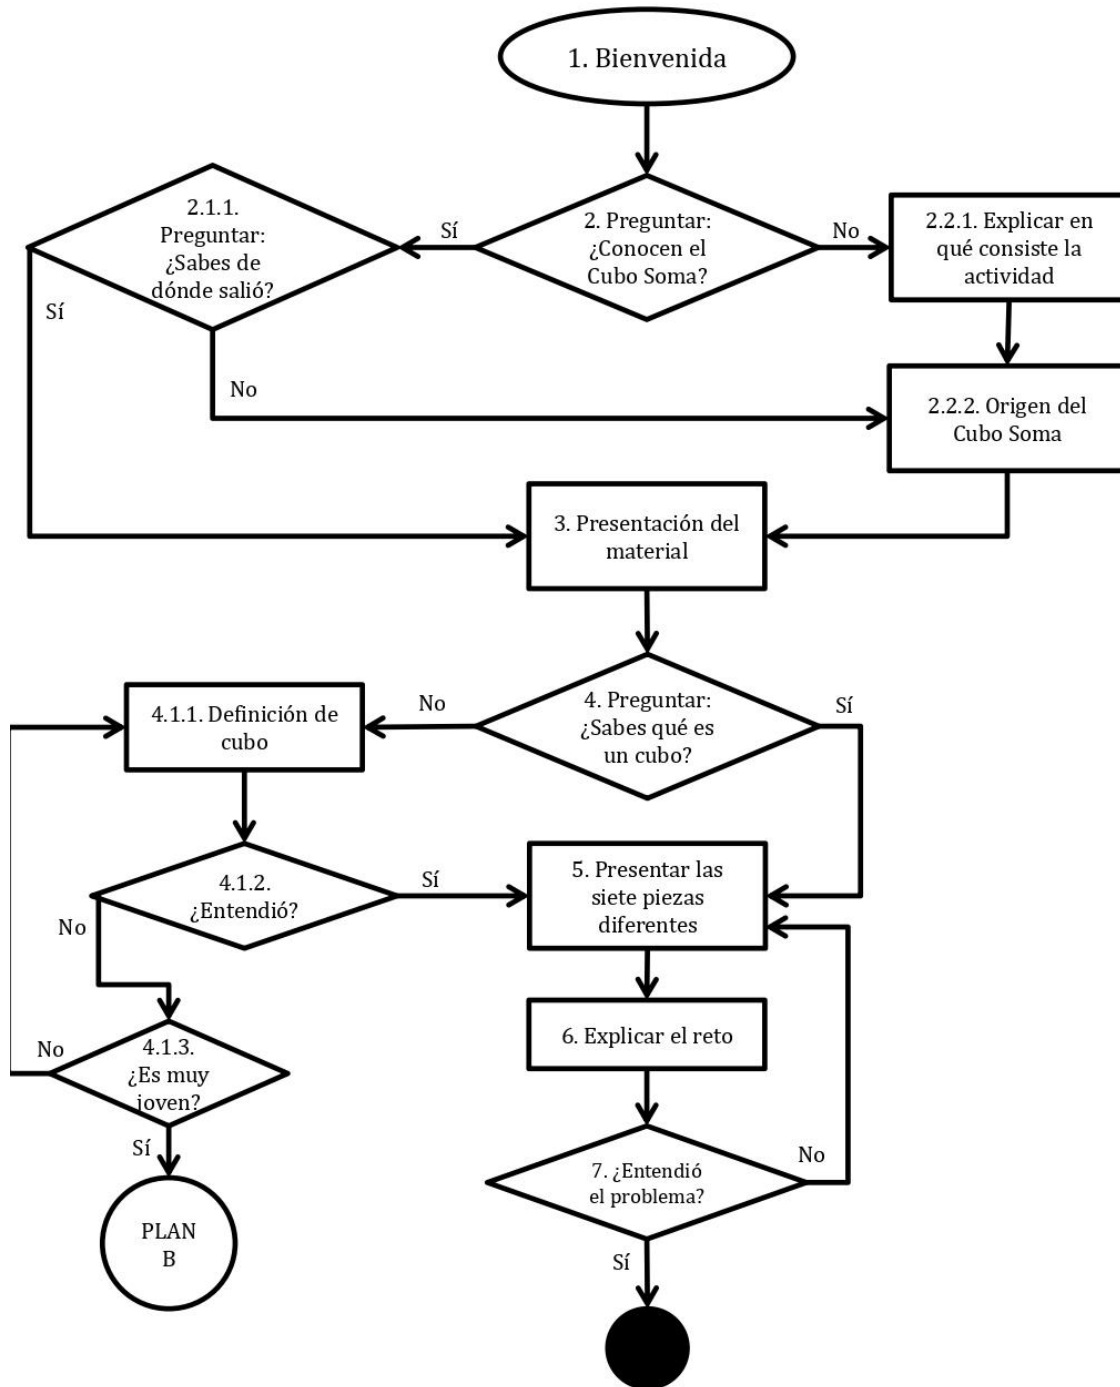 1. Bienvenida
2.1.1.
Preguntar:
¿Sabes de
dónde salió?
Sí
2. Preguntar:
¿Conocen el
Cubo Soma?
No
2.2.1. Explicar en
qué consiste la
actividad
Sí
No
2.2.2. Origen del
Cubo Soma
3. Presentación del
material
4.1.1. Definición de
cubo
No
4. Preguntar:
¿Sabes qué es
un cubo?
Sí
4.1.2.
¿Entendió?
Sí
5. Presentar las
siete piezas
diferentes
No
No
4.1.3.
¿Es muy
joven?
6. Explicar el reto
Sí
7. ¿Entendió
el problema?
No
PLAN
B
Sí